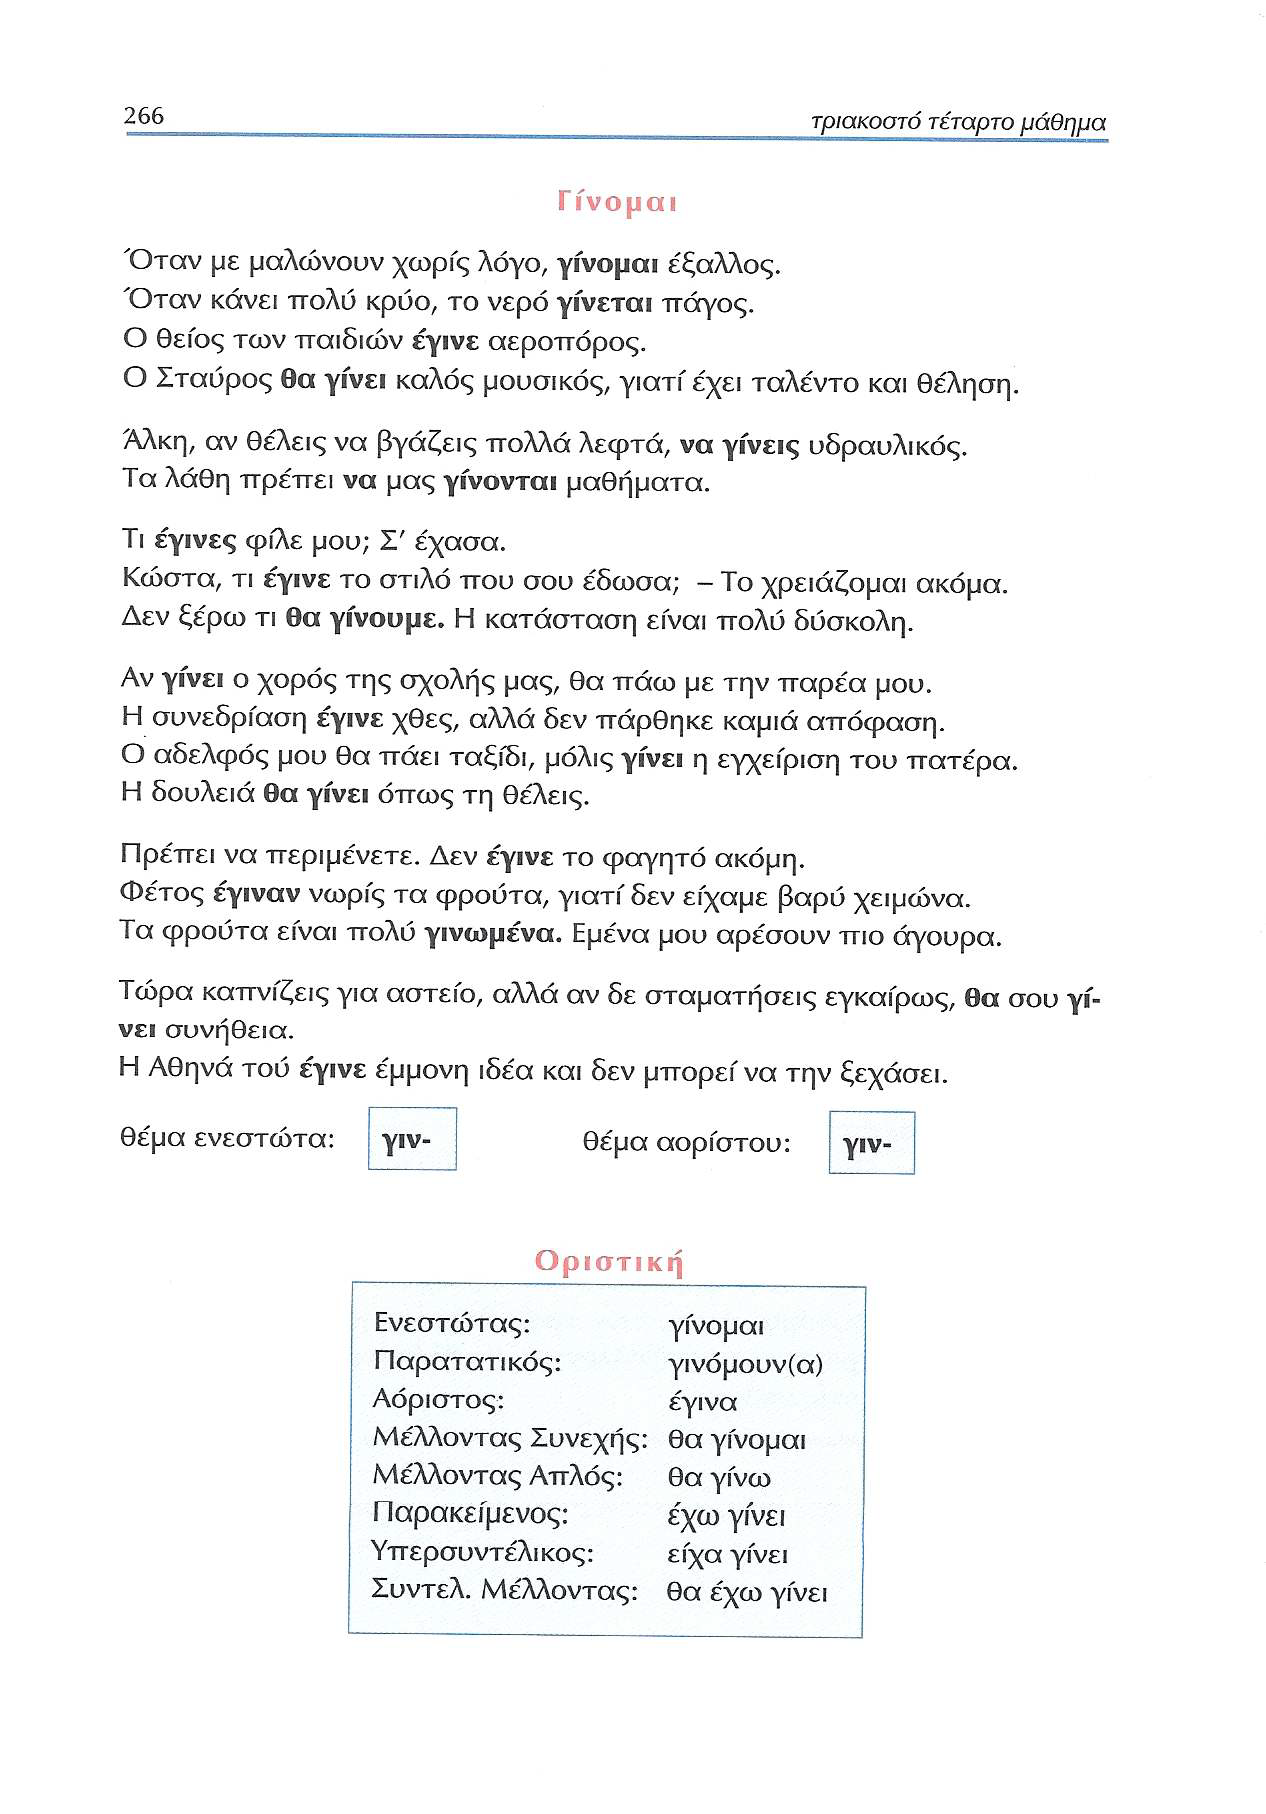 266
τριακοστό τέταρτο μάθημα
Γίνομαι
Όταν με μαλώνουν χωρίς λόγο, γίνομαι έξαλλος.
Όταν κάνει πολύ κρύο, το νερό γίνεται πάγος.
Ο θείος των παιδιών έγινε αεροπόρος.
Ο Σταύρος θα γίνει καλός μουσικός, γιατί έχει ταλέντο και θέληση.
Άλκη, αν θέλεις να βγάζεις πολλά λεφτά, να γίνεις υδραυλικός.
Τα λάθη πρέπει να μας γίνονται μαθήματα.
Τι έγινες φίλε μου; Σ' έχασα.
Κώστα, τι έγινε το στιλό που σου έδωσα; – Το χρειάζομαι ακόμα.
Δεν ξέρω τι θα γίνουμε. Η κατάσταση είναι πολύ δύσκολη.
Αν γίνει ο χορός της σχολής μας, θα πάω με την παρέα μου.
Η συνεδρίαση έγινε χθες, αλλά δεν πάρθηκε καμιά απόφαση.
Ο αδελφός μου θα πάει ταξίδι, μόλις γίνει η εγχείριση του πατέρα.
Η δουλειά θα γίνει όπως τη θέλεις.
Πρέπει να περιμένετε. Δεν έγινε το φαγητό ακόμη.
Φέτος έγιναν νωρίς τα φρούτα, γιατί δεν είχαμε βαρύ χειμώνα.
Τα φρούτα είναι πολύ γινωμένα. Εμένα μου αρέσουν πιο άγουρα.
Τώρα καπνίζεις για αστείο, αλλά αν δε σταματήσεις εγκαίρως, θα σου γί-
νει συνήθεια.
Η Αθηνά τού έγινε έμμονη ιδέα και δεν μπορεί να την ξεχάσει.
θέμα ενεστώτα: γιν- θέμα αορίστου: γιν-
Οριστική
Ενεστώτας: γίνομαι
Παρατατικός: γινόμουν(α)
Αόριστος: έγινα
Μέλλοντας Συνεχής: θα γίνομαι
Μέλλοντας Απλός: θα γίνω
Παρακείμενος: έχω γίνει
Υπερσυντέλικος: είχα γίνει
Συντελ. Μέλλοντας: θα έχω γίνει